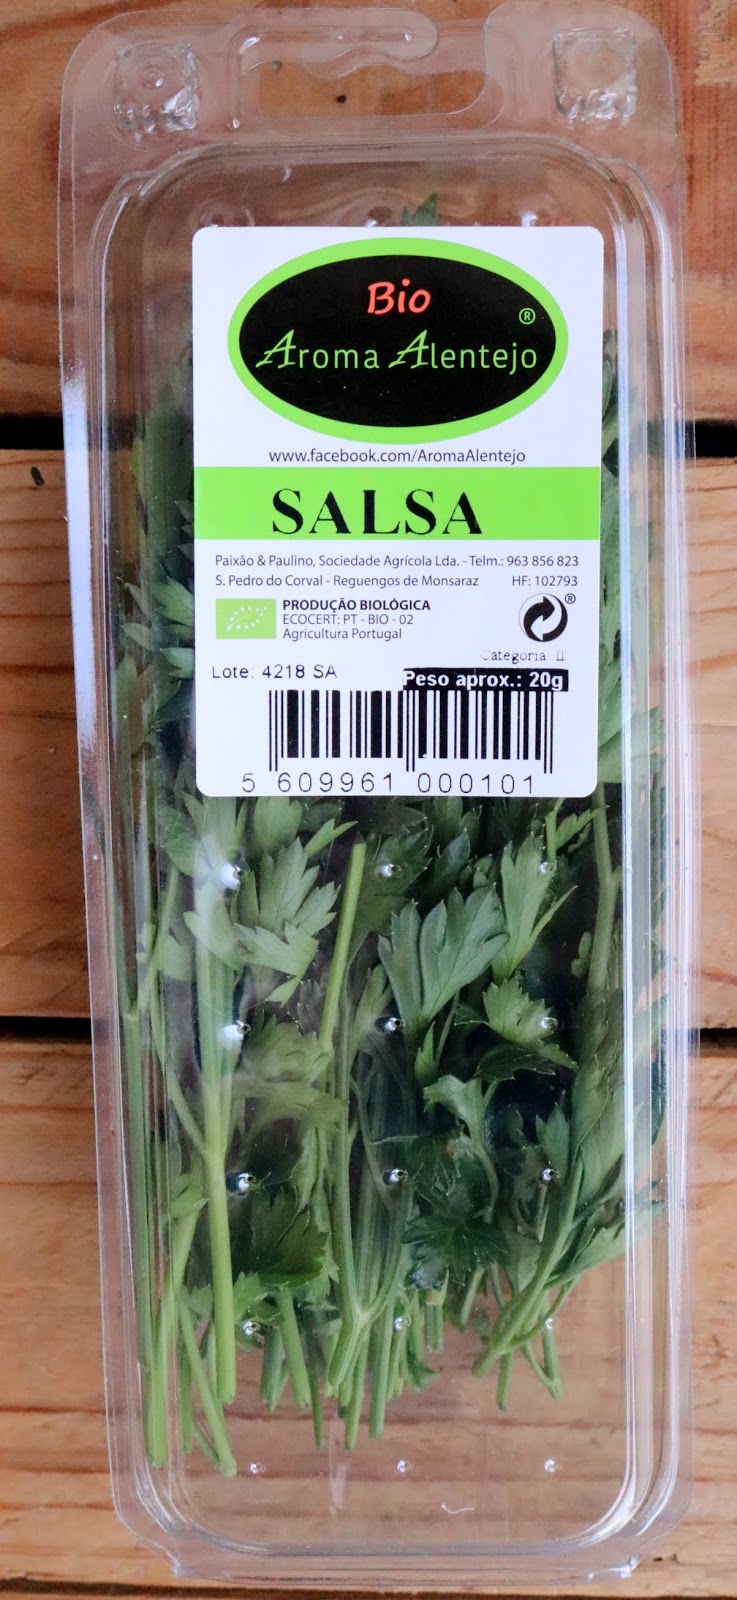 Bio
®
Aroma Alentejo
www.facebook.com/AromaAlentejo
SALSA
Paixão & Paulino, Sociedade Agrícola Lda. - Telm.: 963 856 823
S. Pedro do Corval - Reguengos de Monsaraz HF: 102793
PRODUÇÃO BIOLÓGICA
ECOCERT: PT - BIO - 02
Agricultura Portugal
®
Categoria II
Lote: 4218 SA
Peso aprox.: 20g
5 609961 000101